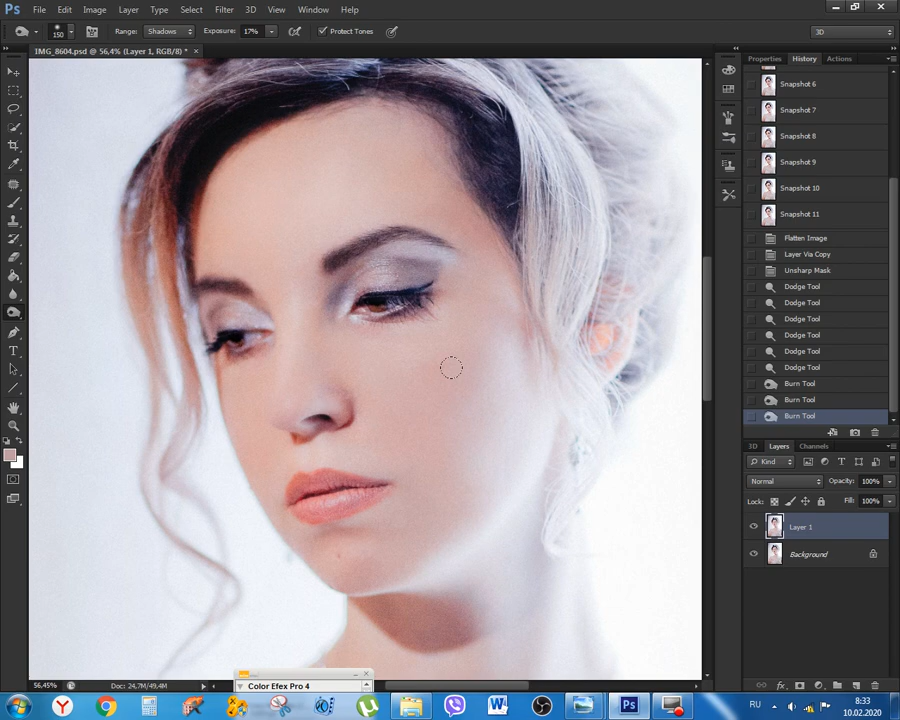 Ps File Edit Image Layer Type Select Filter 3D View Window Help
150 Range: Shadows Exposure: 17% Protect Tones 3D
IMG_8604.psd @ 56,4% (Layer 1, RGB/8) * ×
Properties History Actions
Snapshot 6
Snapshot 7
Snapshot 8
Snapshot 9
Snapshot 10
Snapshot 11
Flatten Image
Layer Via Copy
Unsharp Mask
Dodge Tool
Dodge Tool
Dodge Tool
Dodge Tool
Dodge Tool
Dodge Tool
Burn Tool
Burn Tool
Burn Tool
3D Layers Channels
Kind
Normal Opacity: 100%
Lock: Fill: 100%
Layer 1
Background
56,45% Doc: 24,7M/49,4M
Color Efex Pro 4
RU 8:33
10.02.2020